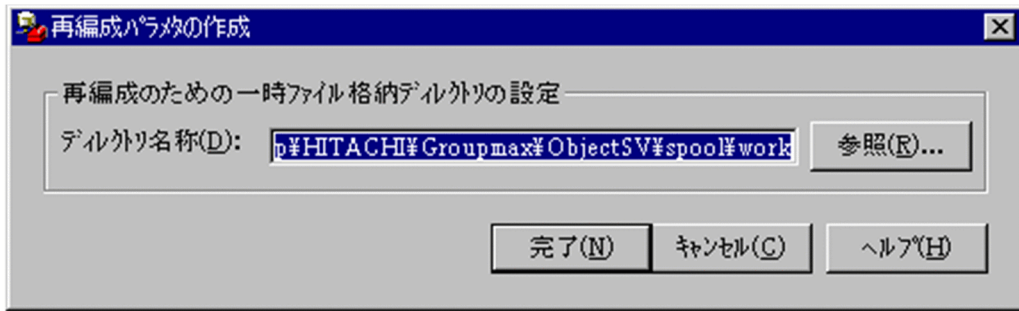 再編成ﾊﾟﾗﾒﾀの作成
再編成のための一時ﾌｧｲﾙ格納ﾃﾞｨﾚｸﾄﾘの設定
ﾃﾞｨﾚｸﾄﾘ名称(D):
p¥HITACHI¥Groupmax¥ObjectSV¥spool¥work
参照(R)...
完了(N)
ｷｬﾝｾﾙ(C)
ﾍﾙﾌﾟ(H)